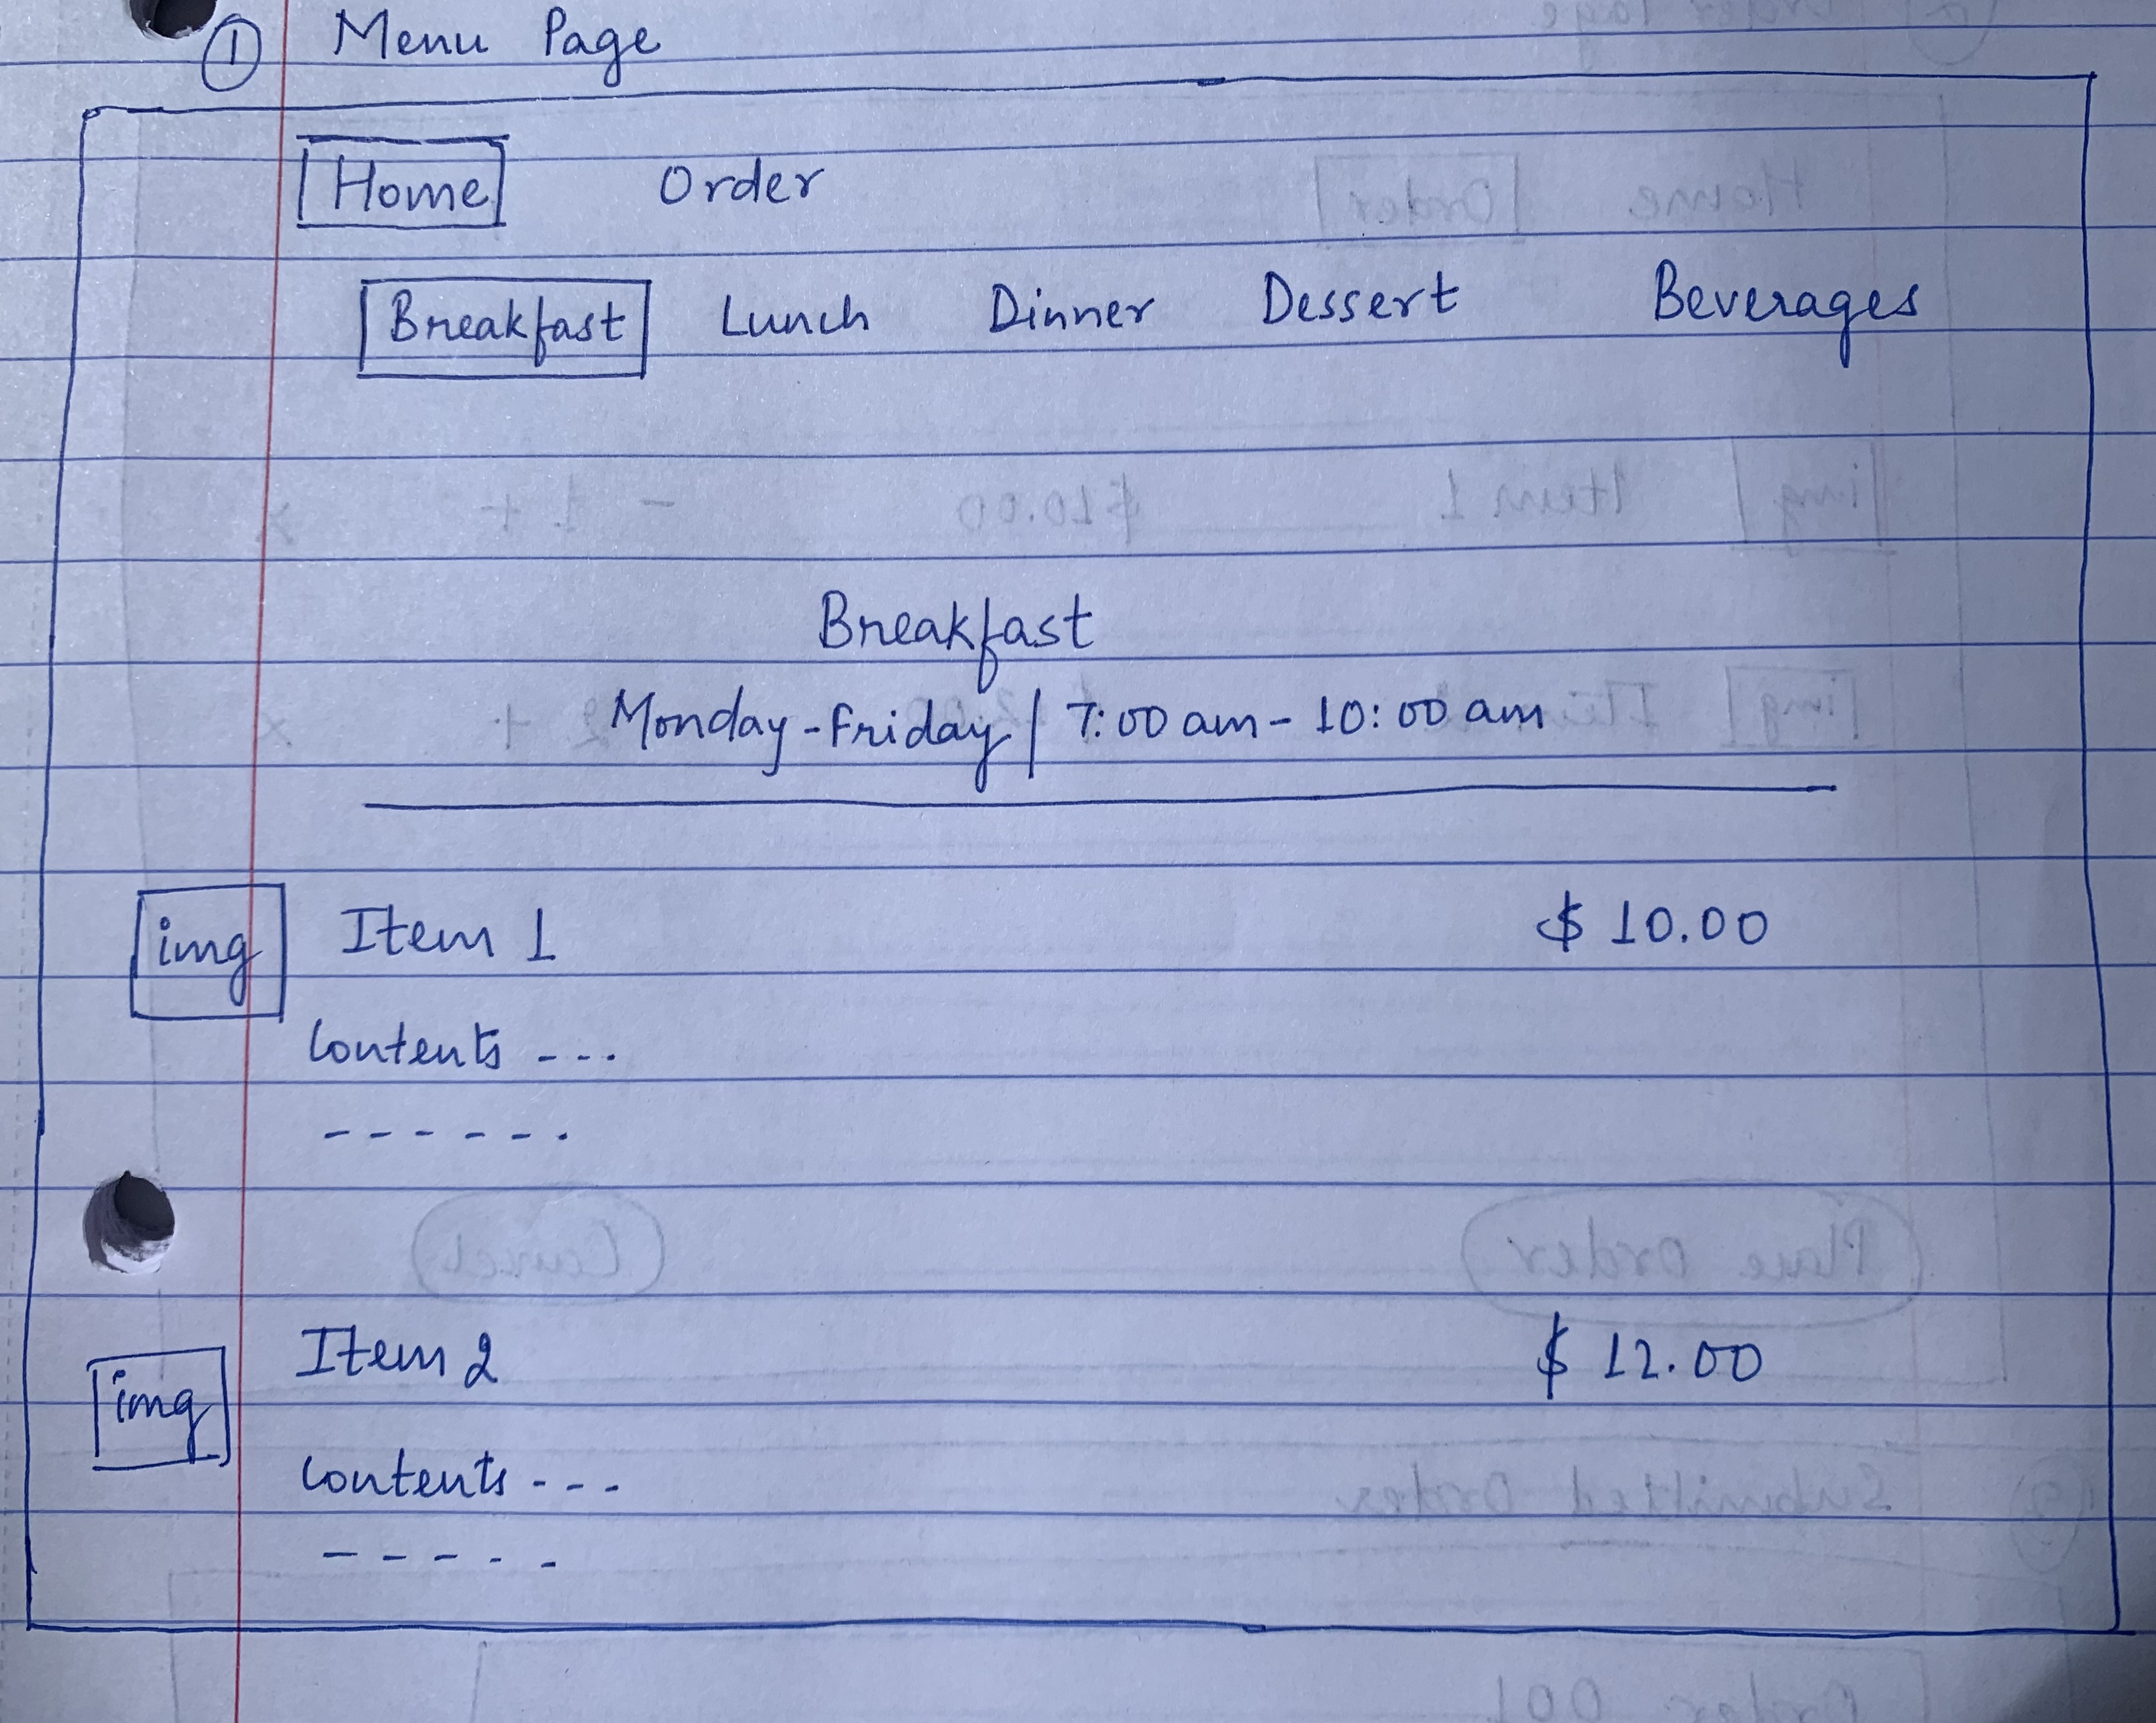 ① Menu Page
Home Order
Breakfast Lunch Dinner Dessert Beverages
Breakfast
Monday-Friday | 7:00 am - 10:00 am
img Item 1 $ 10.00
Contents ---
------
img Item 2 $ 12.00
Contents ---
-----